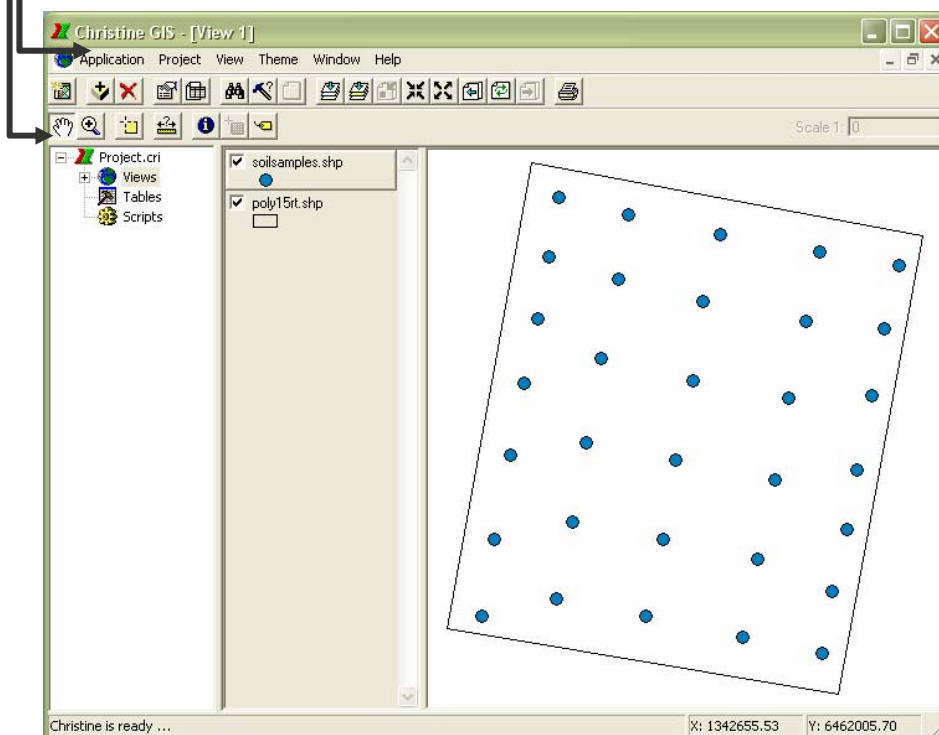 Christine GIS - [View 1]
Application Project View Theme Window Help
Scale 1: 0
Project.cri
Views
Tables
Scripts
soilsamples.shp
poly15rt.shp
Christine is ready ...
X: 1342655.53 Y: 6462005.70